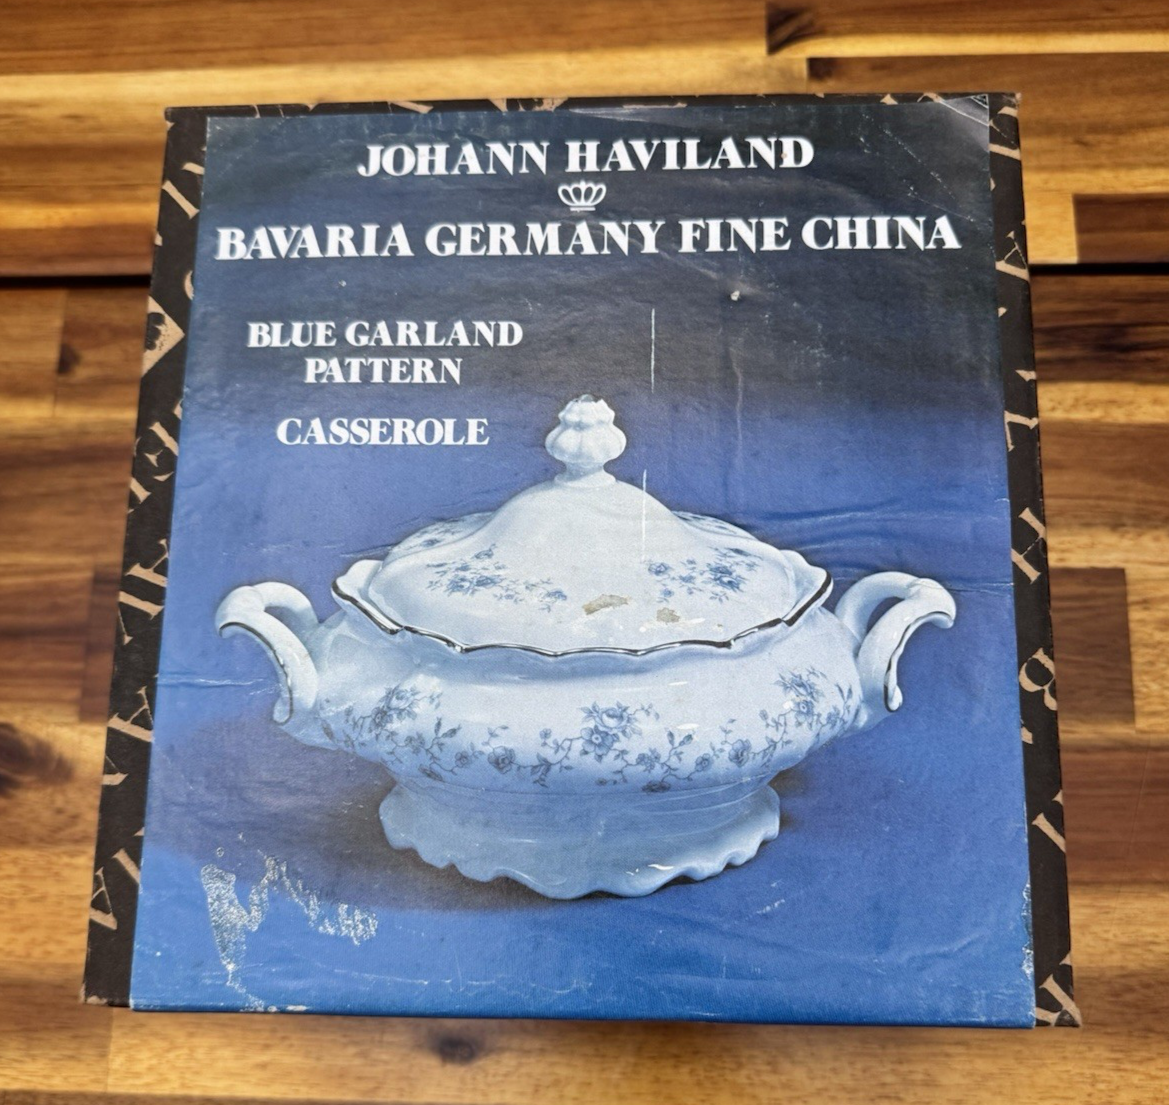 JOHANN HAVILAND
BAVARIA GERMANY FINE CHINA
BLUE GARLAND
PATTERN
CASSEROLE